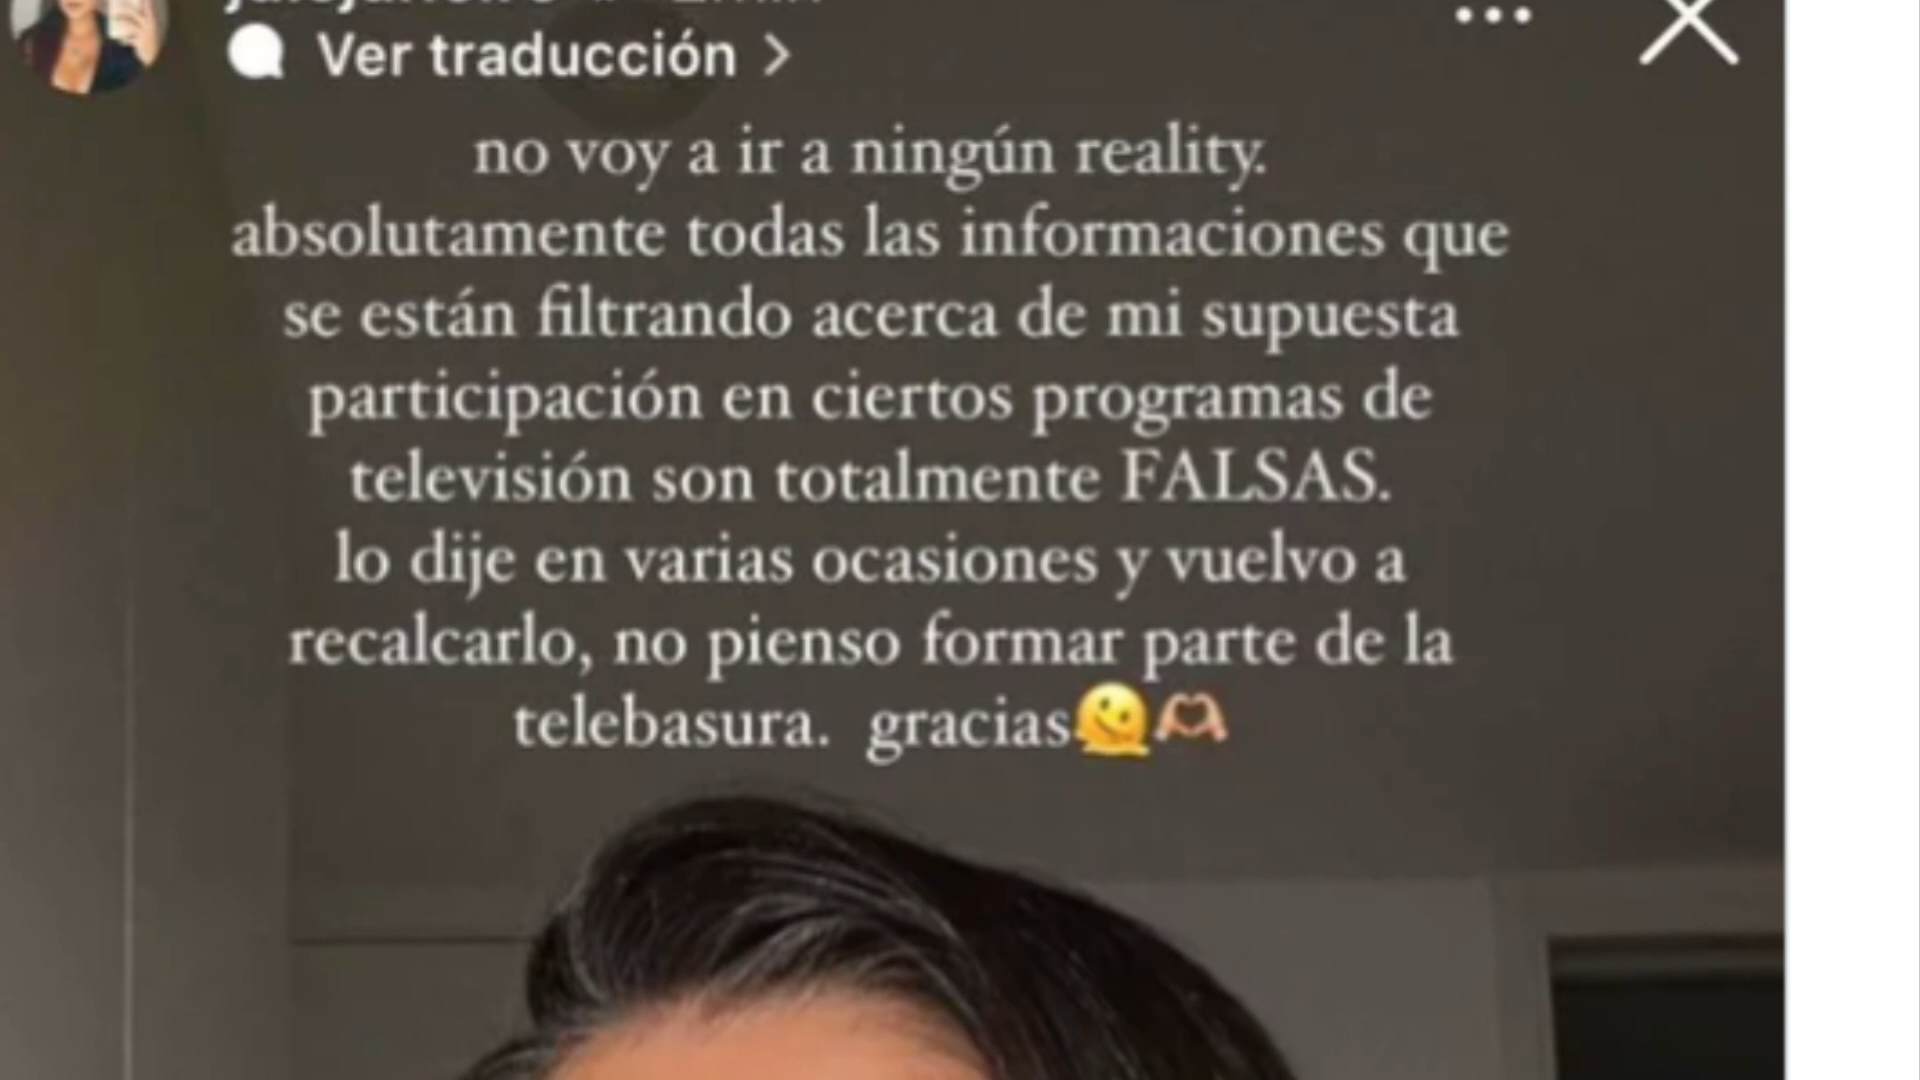 Ver traducción >
no voy a ir a ningún reality.
absolutamente todas las informaciones que
se están filtrando acerca de mi supuesta
participación en ciertos programas de
televisión son totalmente FALSAS.
lo dije en varias ocasiones y vuelvo a
recalcarlo, no pienso formar parte de la
telebasura. gracias🫠🫶🏼